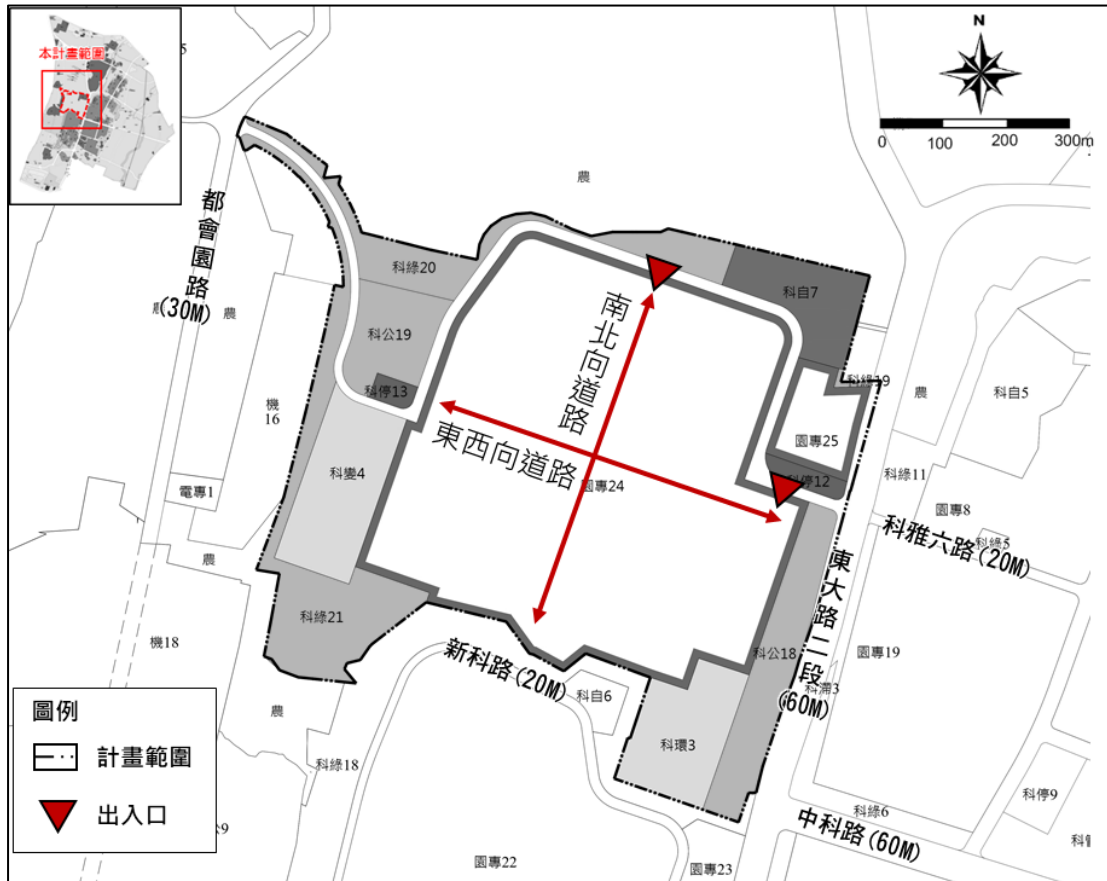 本計畫範圍
N
0 100 200 300m
農
都會園路
(30M)
農
科綠20
科自7
科公19
南北向道路
科綠19
農
科自5
科停13
機
16
東西向道路
園專25
科變4
園專24
科停12
科綠11
電專1
園專8
科綠5
科雅六路(20M)
農
科綠21
東大路二段
(60M)
機18
新科路(20M)
科公18
園專19
科滯3
科自6
農
科環3
科綠18
科綠6
科停9
中科路(60M)
園專22
園專23
圖例
計畫範圍
出入口